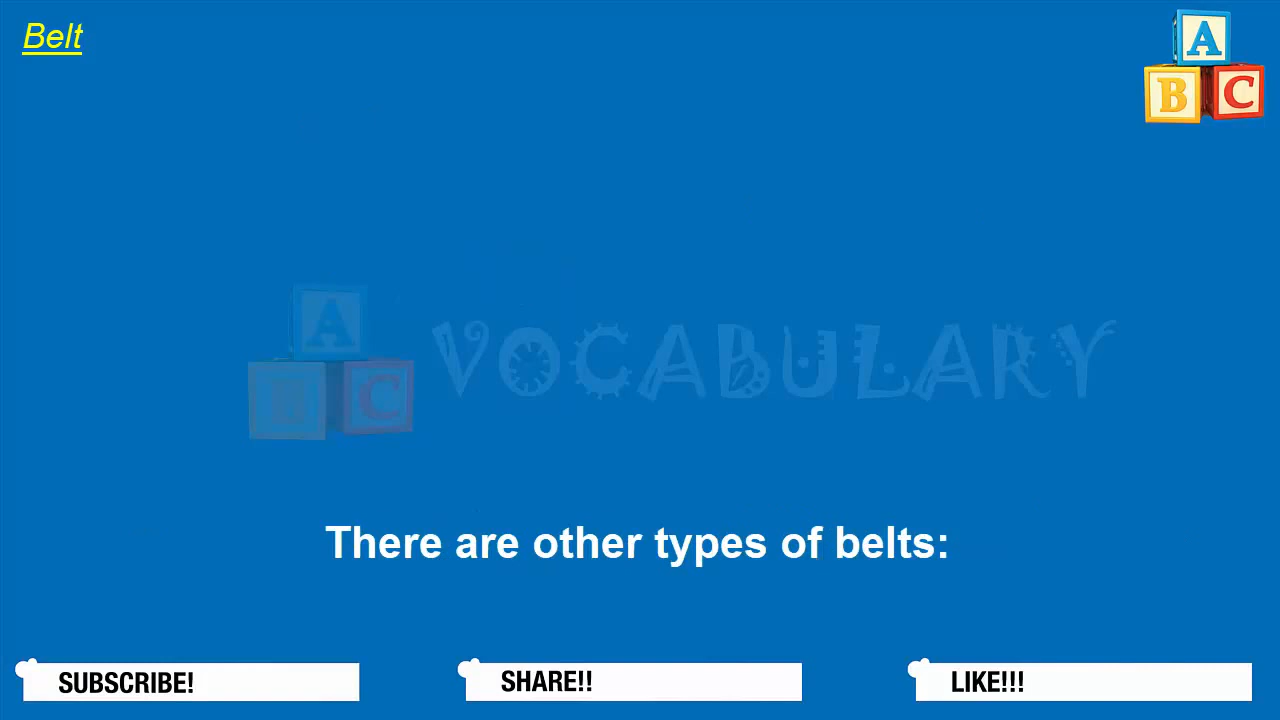 Belt
A
B C
A
B C
VOCABULARY
There are other types of belts:
SUBSCRIBE!
SHARE!!
LIKE!!!